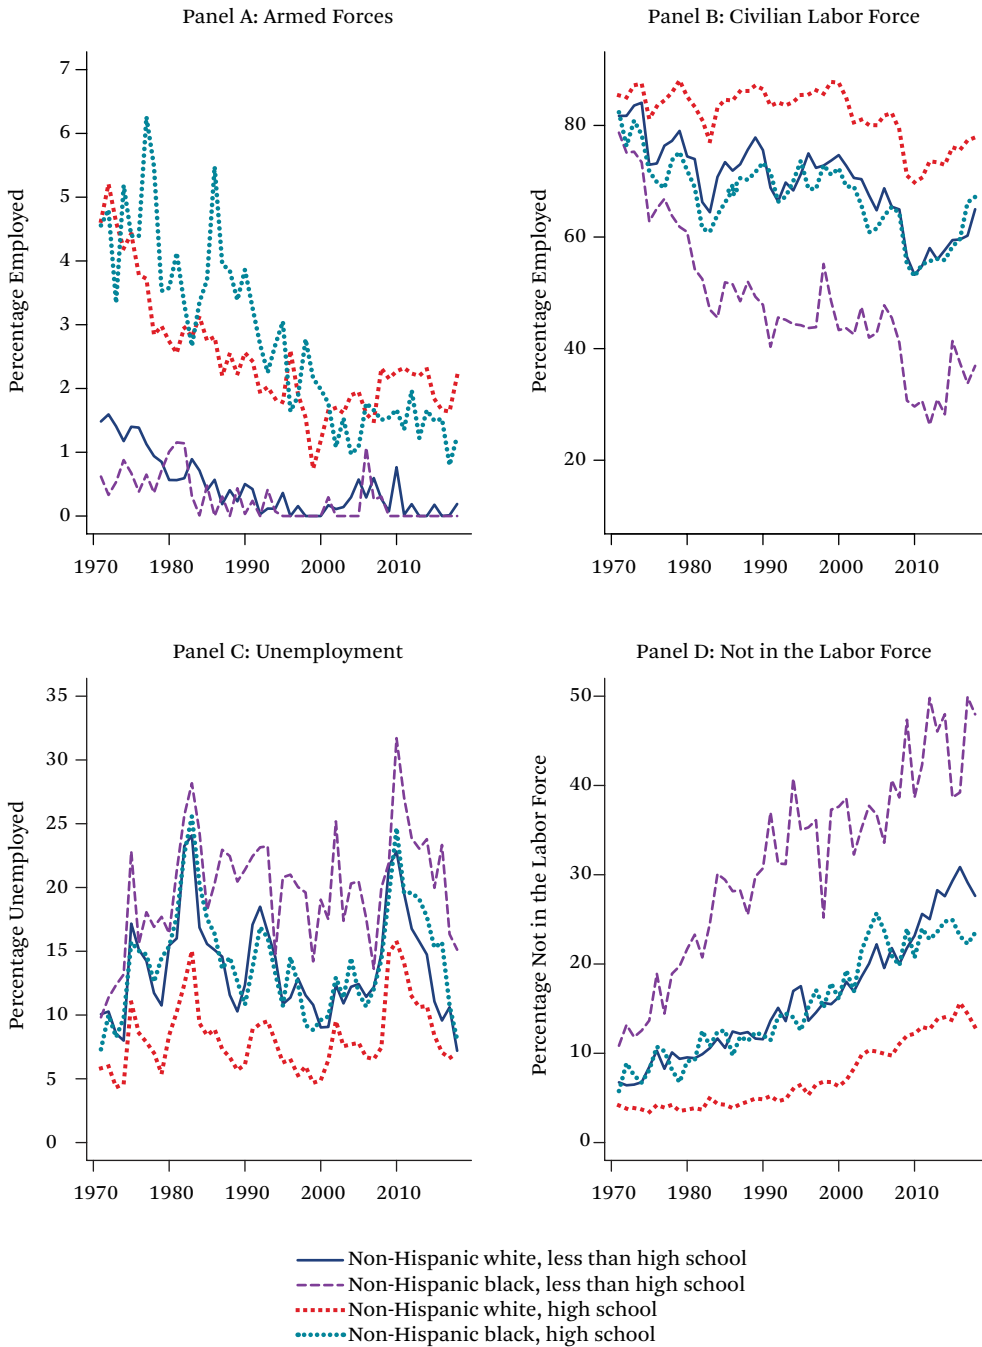 Panel A: Armed Forces
Percentage Employed
7
6
5
4
3
2
1
0
1970 1980 1990 2000 2010
Panel B: Civilian Labor Force
Percentage Employed
80
60
40
20
1970 1980 1990 2000 2010
Panel C: Unemployment
Percentage Unemployed
35
30
25
20
15
10
5
0
1970 1980 1990 2000 2010
Panel D: Not in the Labor Force
Percentage Not in the Labor Force
50
40
30
20
10
0
1970 1980 1990 2000 2010
Non-Hispanic white, less than high school
Non-Hispanic black, less than high school
Non-Hispanic white, high school
Non-Hispanic black, high school